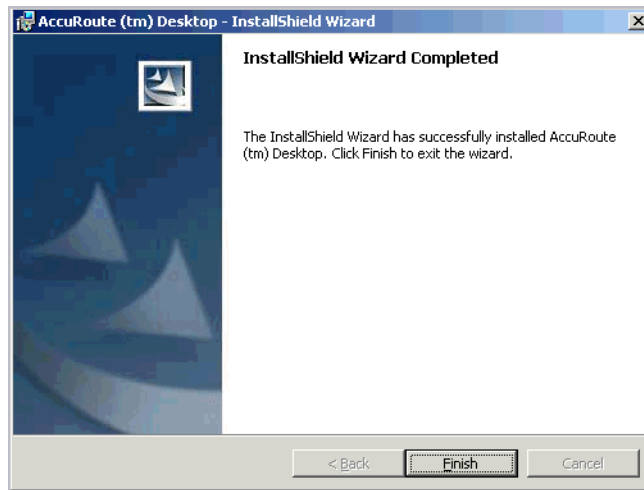 AccuRoute (tm) Desktop - InstallShield Wizard
InstallShield Wizard Completed
The InstallShield Wizard has successfully installed AccuRoute
(tm) Desktop. Click Finish to exit the wizard.
< Back Finish Cancel